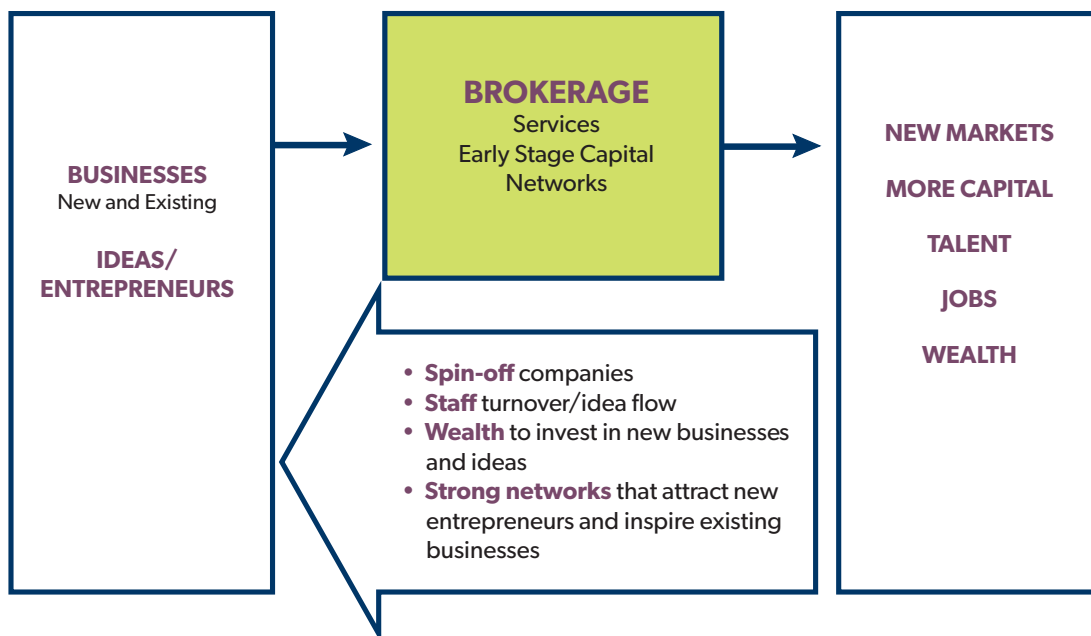 BUSINESSES
New and Existing
IDEAS/
ENTREPRENEURS
BROKERAGE
Services
Early Stage Capital
Networks
NEW MARKETS
MORE CAPITAL
TALENT
JOBS
WEALTH
• Spin-off companies
• Staff turnover/idea flow
• Wealth to invest in new businesses
and ideas
• Strong networks that attract new
entrepreneurs and inspire existing
businesses